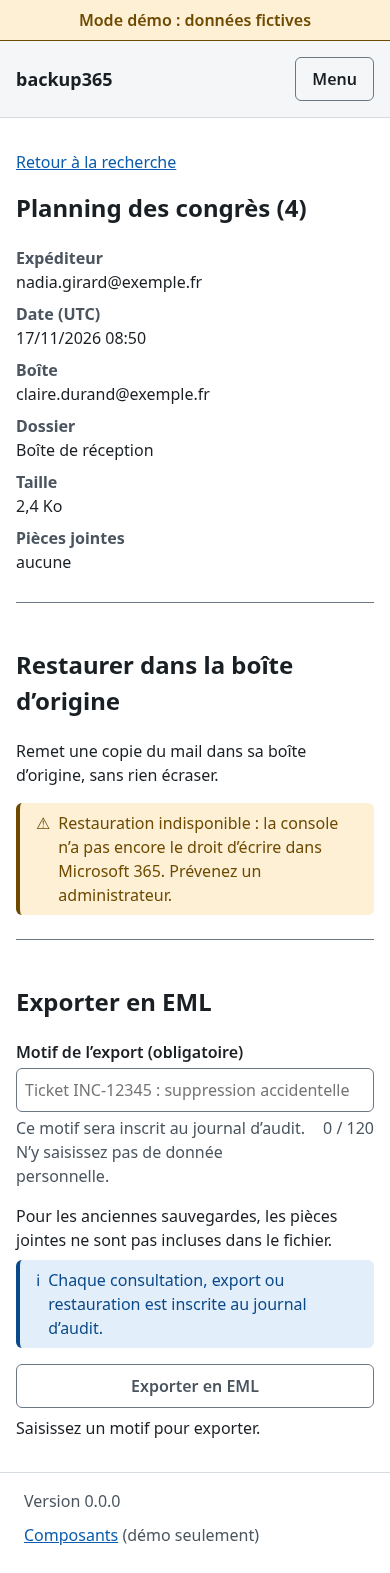 Mode démo : données fictives
backup365
Menu
Retour à la recherche
Planning des congrès (4)
Expéditeur
nadia.girard@exemple.fr
Date (UTC)
17/11/2026 08:50
Boîte
claire.durand@exemple.fr
Dossier
Boîte de réception
Taille
2,4 Ko
Pièces jointes
aucune
Restaurer dans la boîte
d’origine
Remet une copie du mail dans sa boîte
d’origine, sans rien écraser.
⚠ Restauration indisponible : la console
n’a pas encore le droit d’écrire dans
Microsoft 365. Prévenez un
administrateur.
Exporter en EML
Motif de l’export (obligatoire)
Ticket INC-12345 : suppression accidentelle
Ce motif sera inscrit au journal d’audit. 0 / 120
N’y saisissez pas de donnée
personnelle.
Pour les anciennes sauvegardes, les pièces
jointes ne sont pas incluses dans le fichier.
i Chaque consultation, export ou
restauration est inscrite au journal
d’audit.
Exporter en EML
Saisissez un motif pour exporter.
Version 0.0.0
Composants (démo seulement)